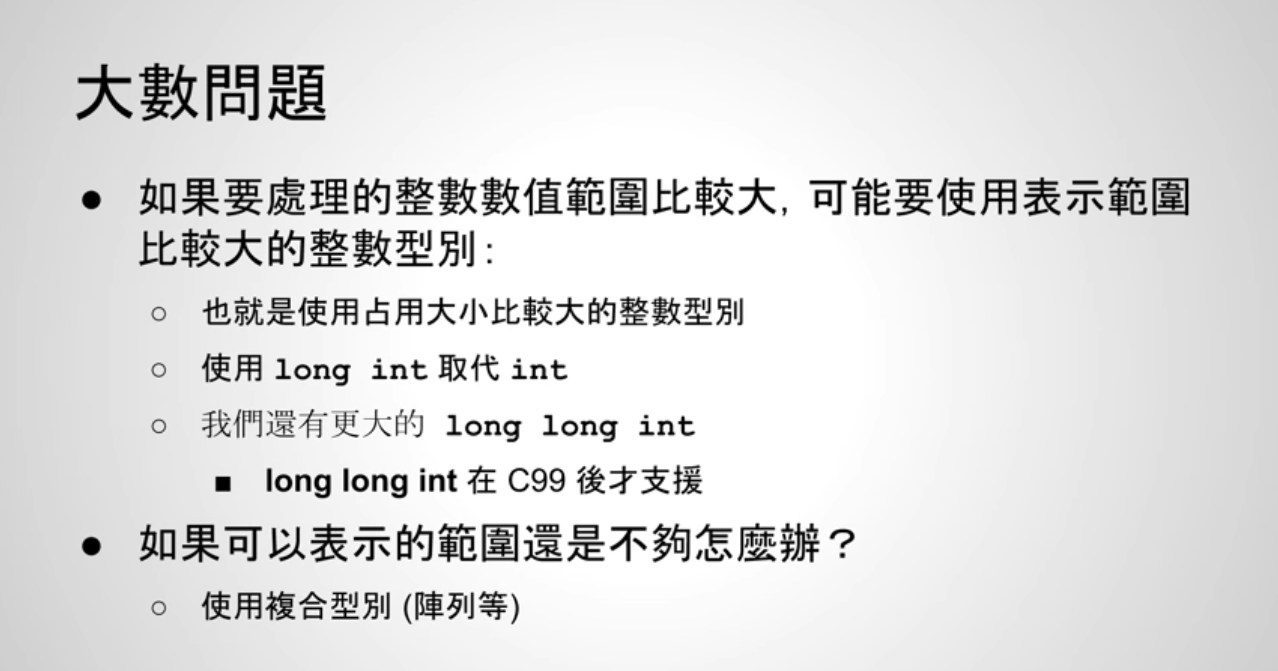 大數問題
● 如果要處理的整數數值範圍比較大, 可能要使用表示範圍
比較大的整數型別:
○ 也就是使用占用大小比較大的整數型別
○ 使用 long int 取代 int
○ 我們還有更大的 long long int
■ long long int 在 C99 後才支援
● 如果可以表示的範圍還是不夠怎麼辦？
○ 使用複合型別 (陣列等)